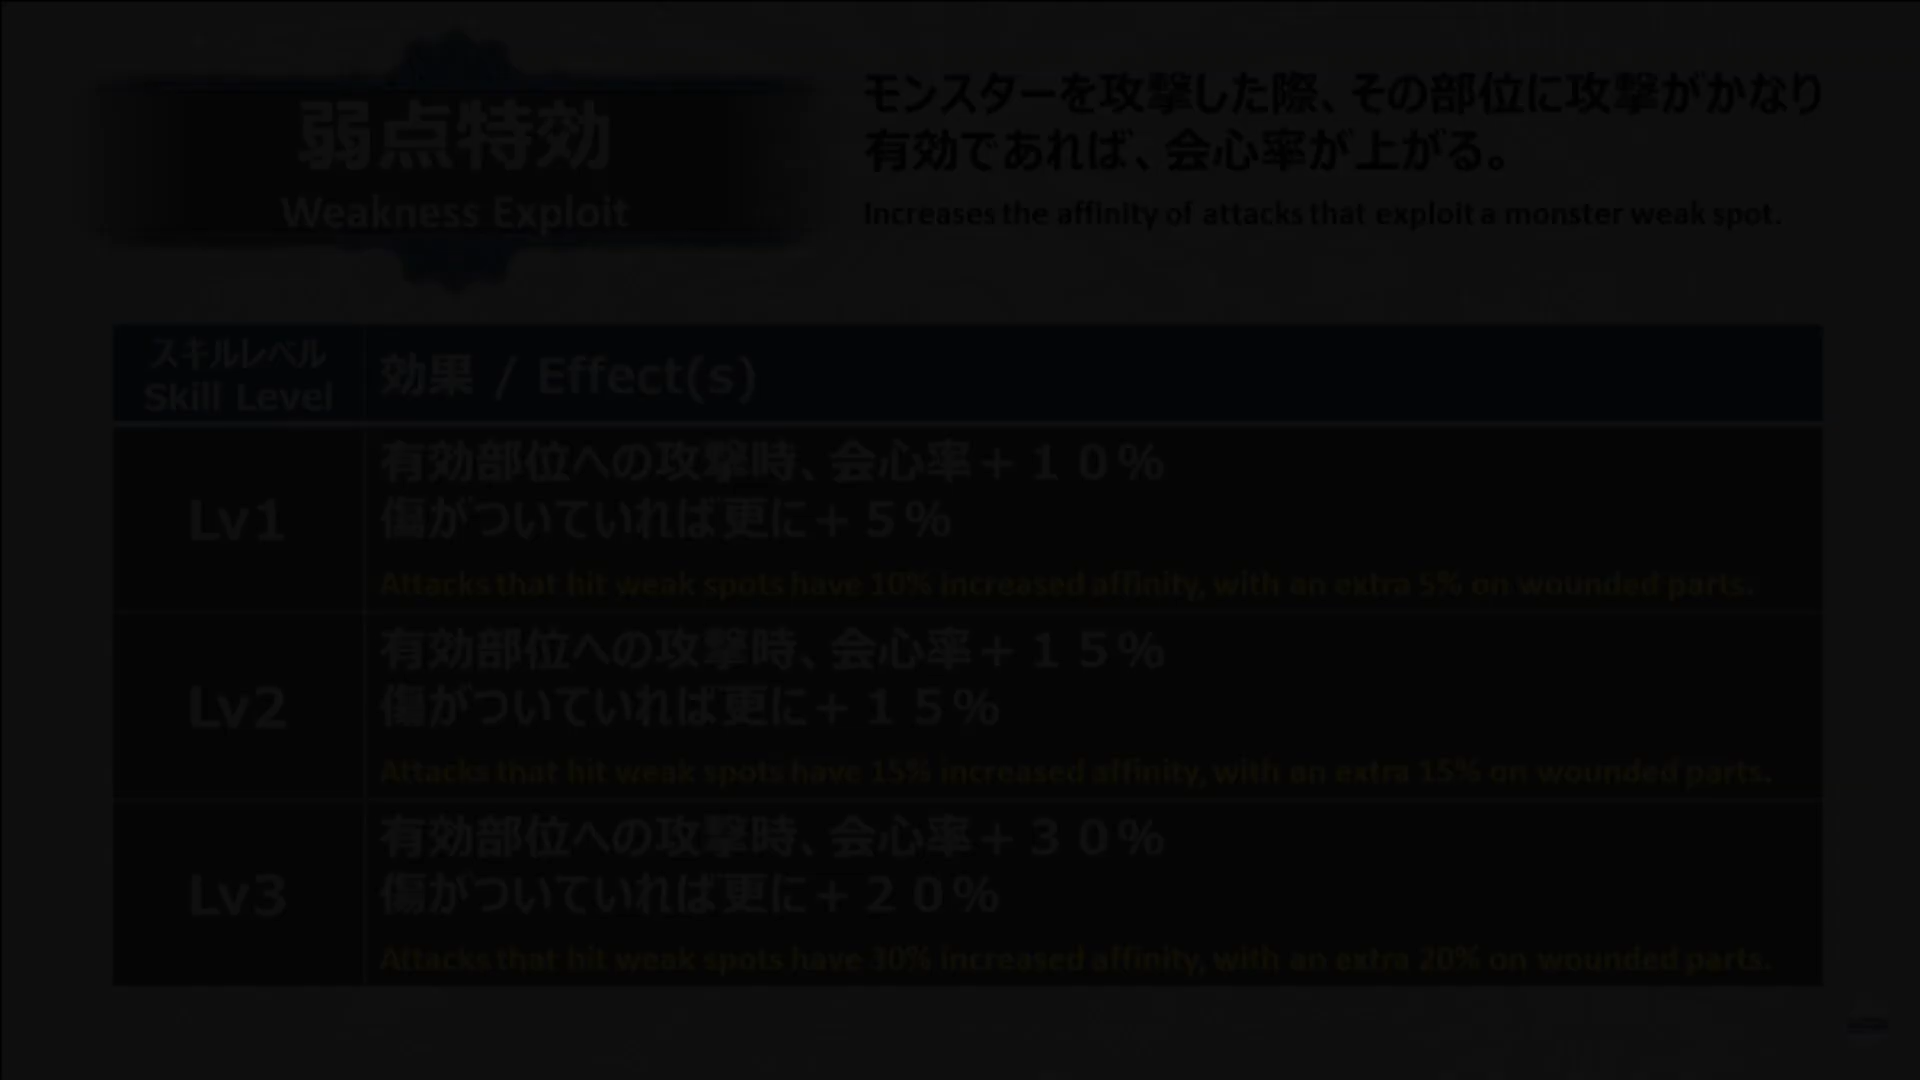 弱点特効
Weakness Exploit
モンスターを攻撃した際、その部位に攻撃がかなり
有効であれば、会心率が上がる。
Increases the affinity of attacks that exploit a monster weak spot.
スキルレベル
Skill Level
効果 / Effect(s)
Lv1
有効部位への攻撃時、会心率＋１０％
傷がついていれば更に＋５％
Attacks that hit weak spots have 10% increased affinity, with an extra 5% on wounded parts.
Lv2
有効部位への攻撃時、会心率＋１５％
傷がついていれば更に＋１５％
Attacks that hit weak spots have 15% increased affinity, with an extra 15% on wounded parts.
Lv3
有効部位への攻撃時、会心率＋３０％
傷がついていれば更に＋２０％
Attacks that hit weak spots have 30% increased affinity, with an extra 20% on wounded parts.